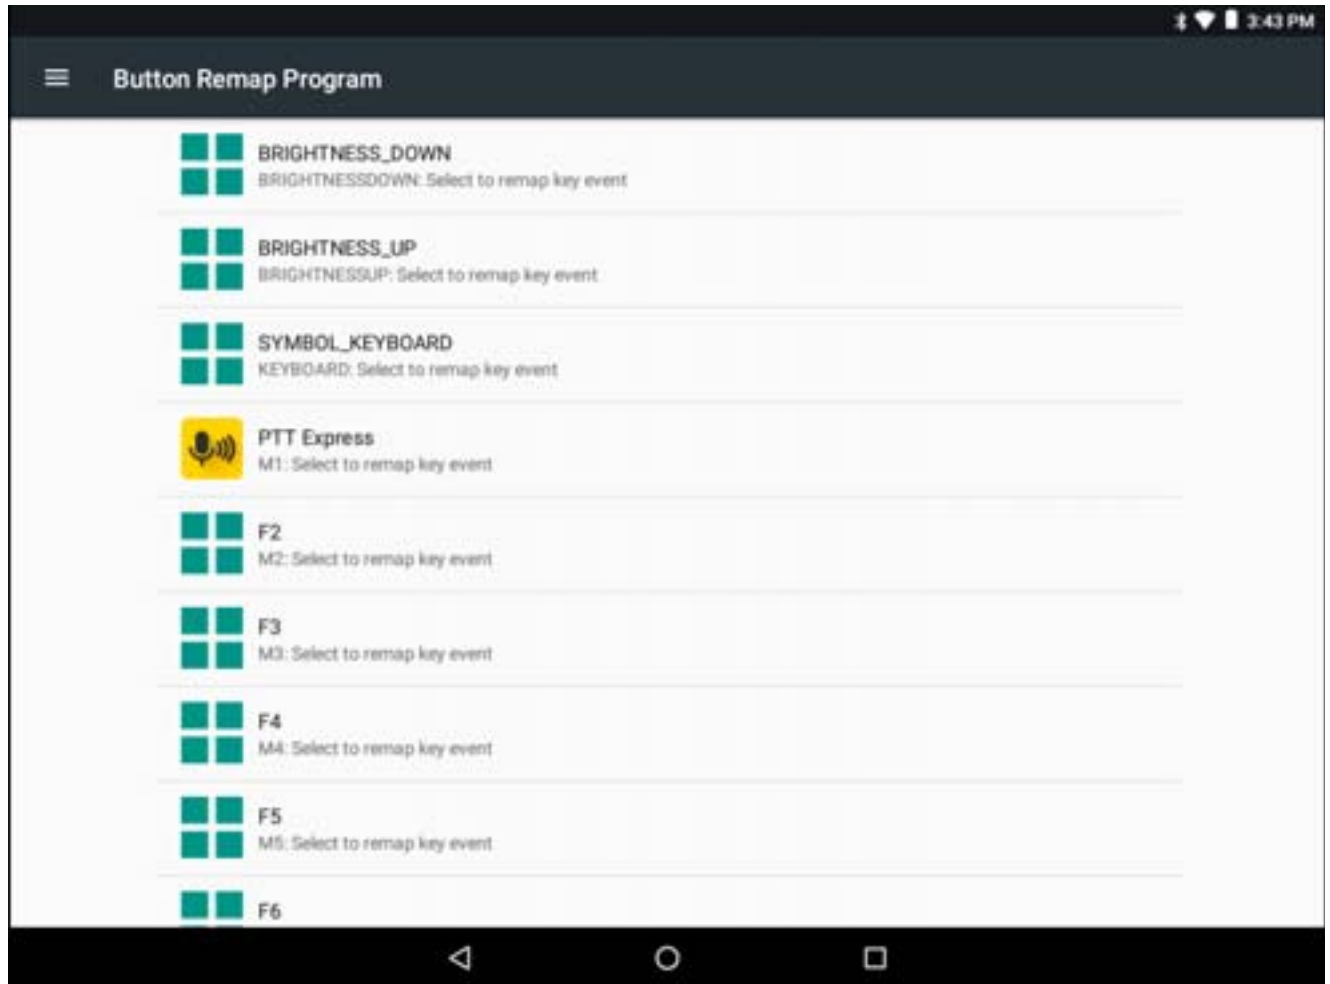 3:43 PM
Button Remap Program
BRIGHTNESS_DOWN
BRIGHTNESSDOWN: Select to remap key event
BRIGHTNESS_UP
BRIGHTNESSUP: Select to remap key event
SYMBOL_KEYBOARD
KEYBOARD: Select to remap key event
PTT Express
M1: Select to remap key event
F2
M2: Select to remap key event
F3
M3: Select to remap key event
F4
M4: Select to remap key event
F5
M5: Select to remap key event
F6